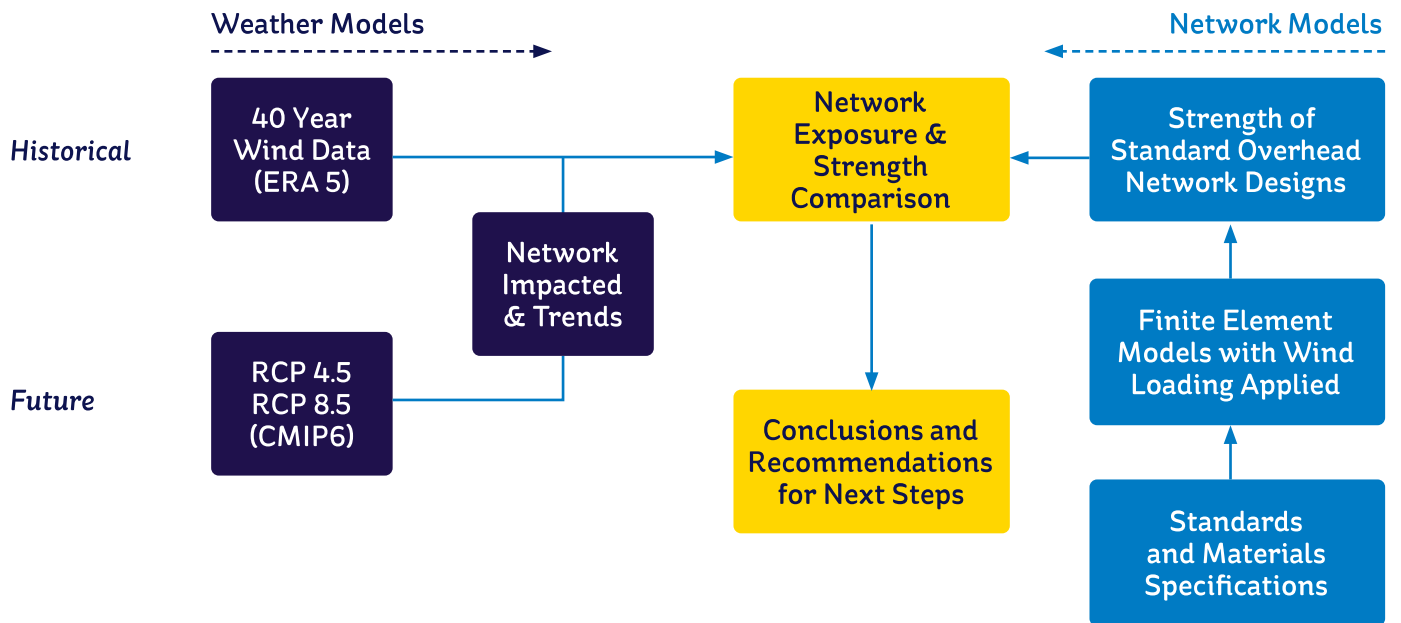 Weather Models
Network Models
Historical
40 Year
Wind Data
(ERA 5)
Network
Exposure &
Strength
Comparison
Strength of
Standard Overhead
Network Designs
Network
Impacted
& Trends
Finite Element
Models with Wind
Loading Applied
Future
RCP 4.5
RCP 8.5
(CMIP6)
Conclusions and
Recommendations
for Next Steps
Standards
and Materials
Specifications